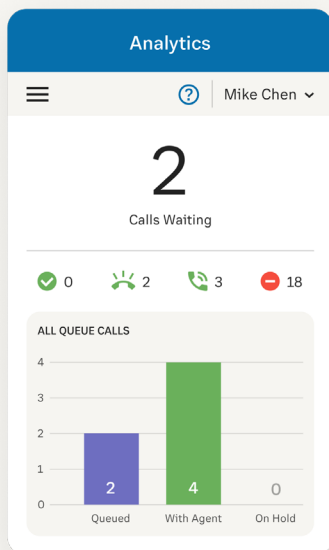 Analytics
? Mike Chen
2
Calls Waiting
0 2 3 18
ALL QUEUE CALLS
4
3
2
1
0
2 4 0
Queued With Agent On Hold